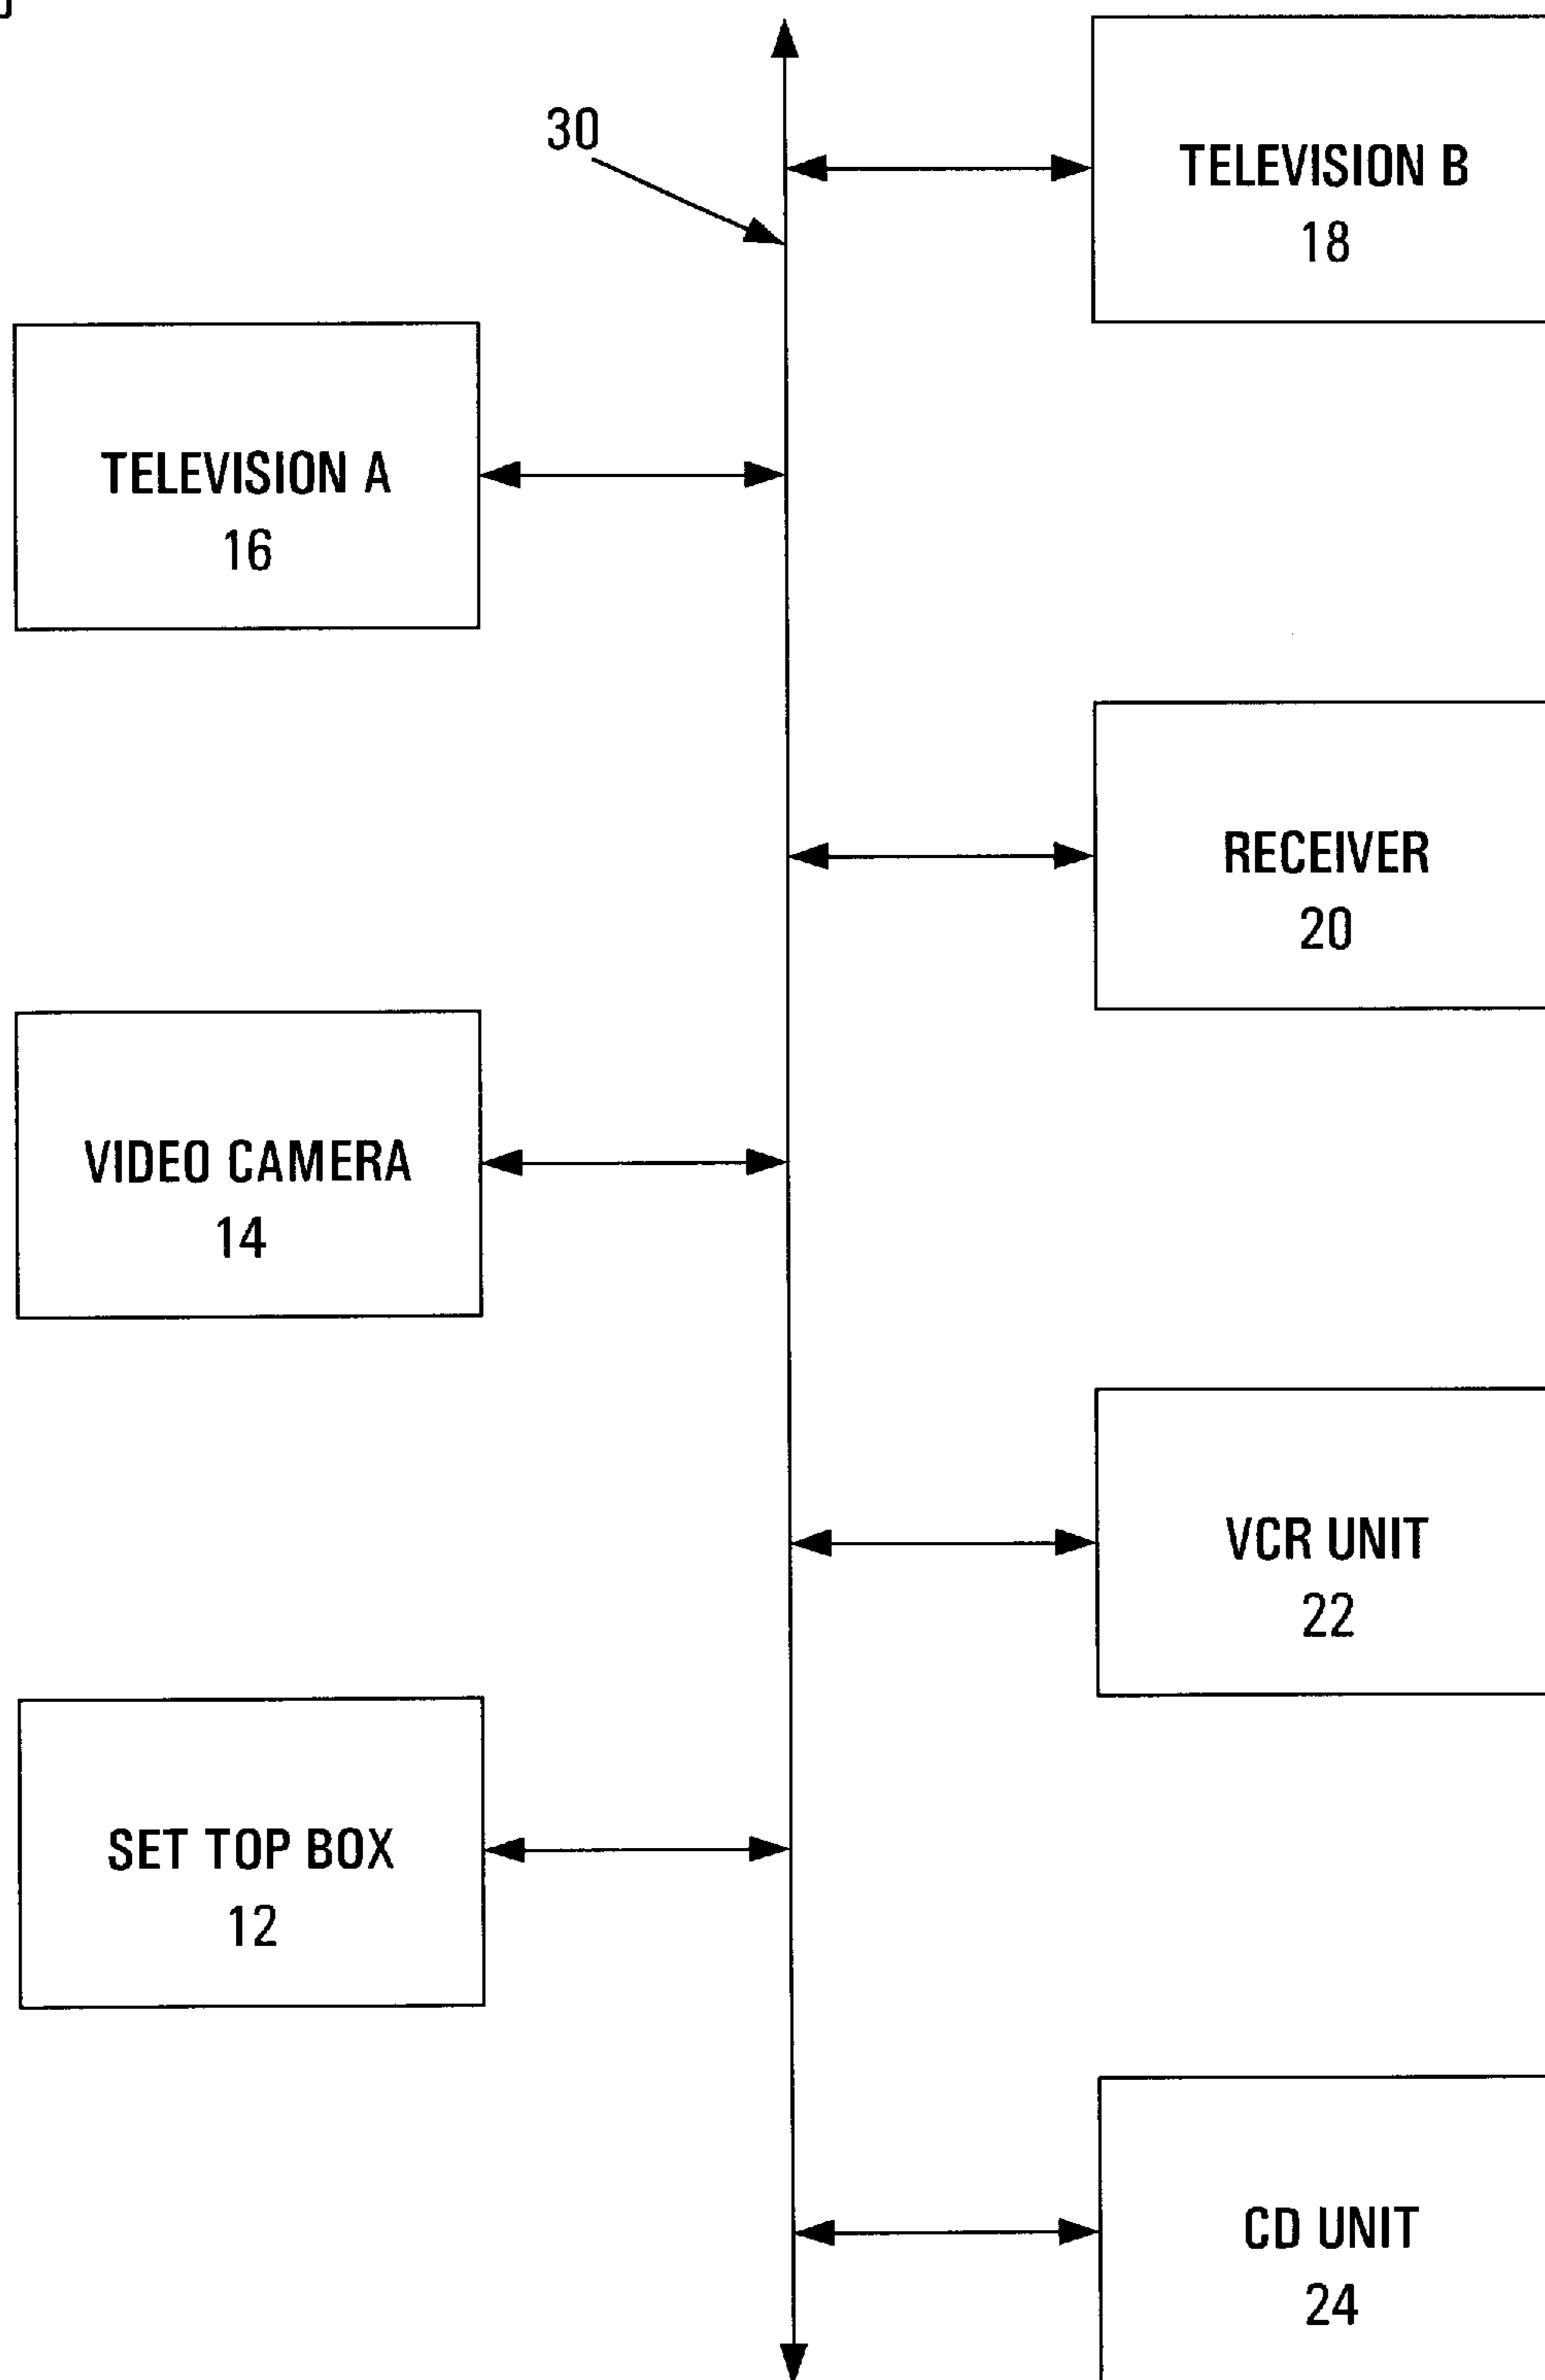 30
TELEVISION B
18
TELEVISION A
16
RECEIVER
20
VIDEO CAMERA
14
VCR UNIT
22
SET TOP BOX
12
CD UNIT
24